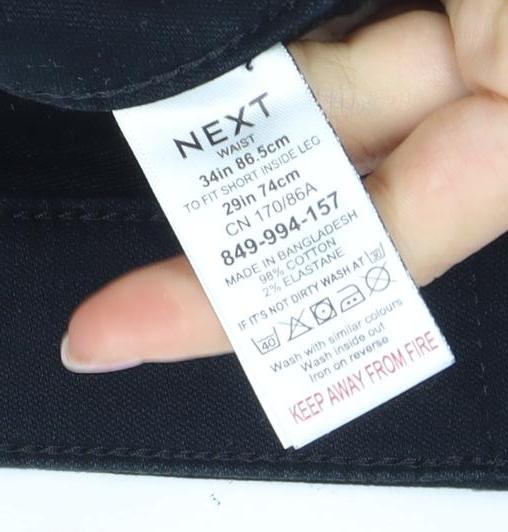 NEXT
WAIST
34in 86.5cm
TO FIT SHORT INSIDE LEG
29in 74cm
CN 170/86A
849-994-157
MADE IN BANGLADESH
98% COTTON
2% ELASTANE
IF IT'S NOT DIRTY WASH AT 30
40
Wash with similar colours
Wash inside out
Iron on reverse
KEEP AWAY FROM FIRE